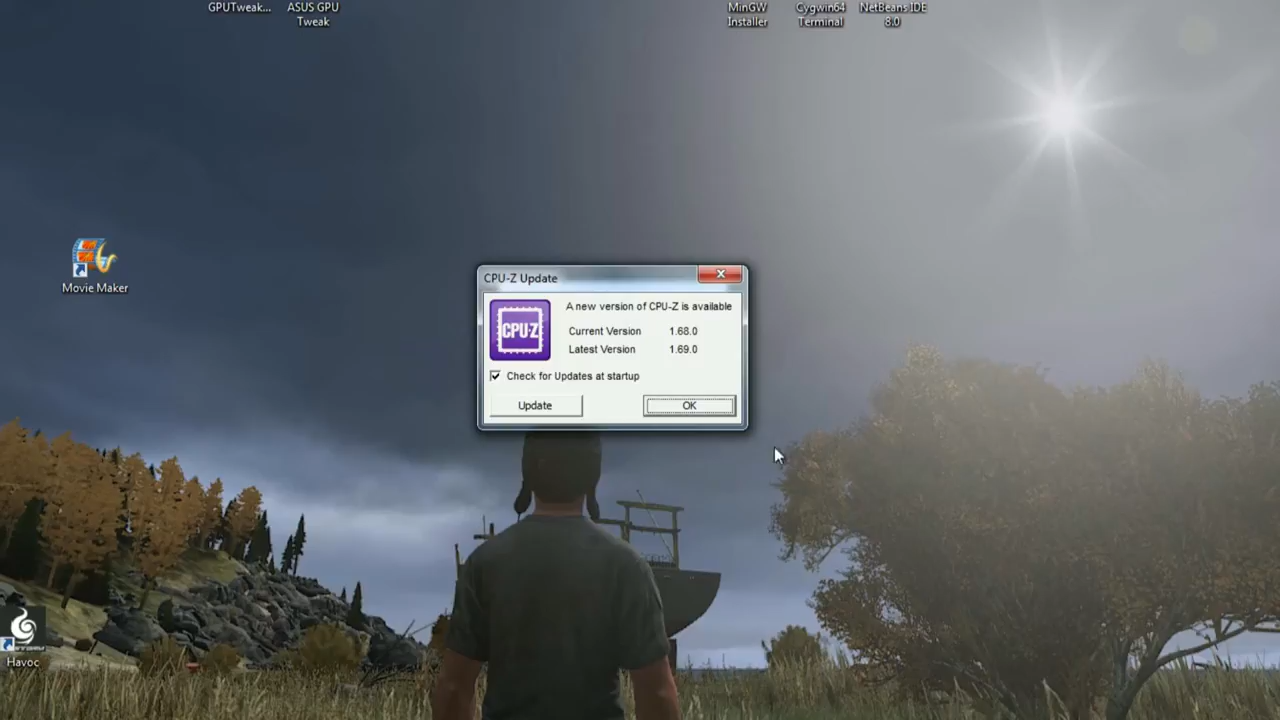 GPUTweak... ASUS GPU MinGW Cygwin64 NetBeans IDE
Tweak Installer Terminal 8.0
CPU-Z Update
A new version of CPU-Z is available
CPU-Z
Current Version 1.68.0
Latest Version 1.69.0
Check for Updates at startup
Update OK
Movie Maker
Havoc